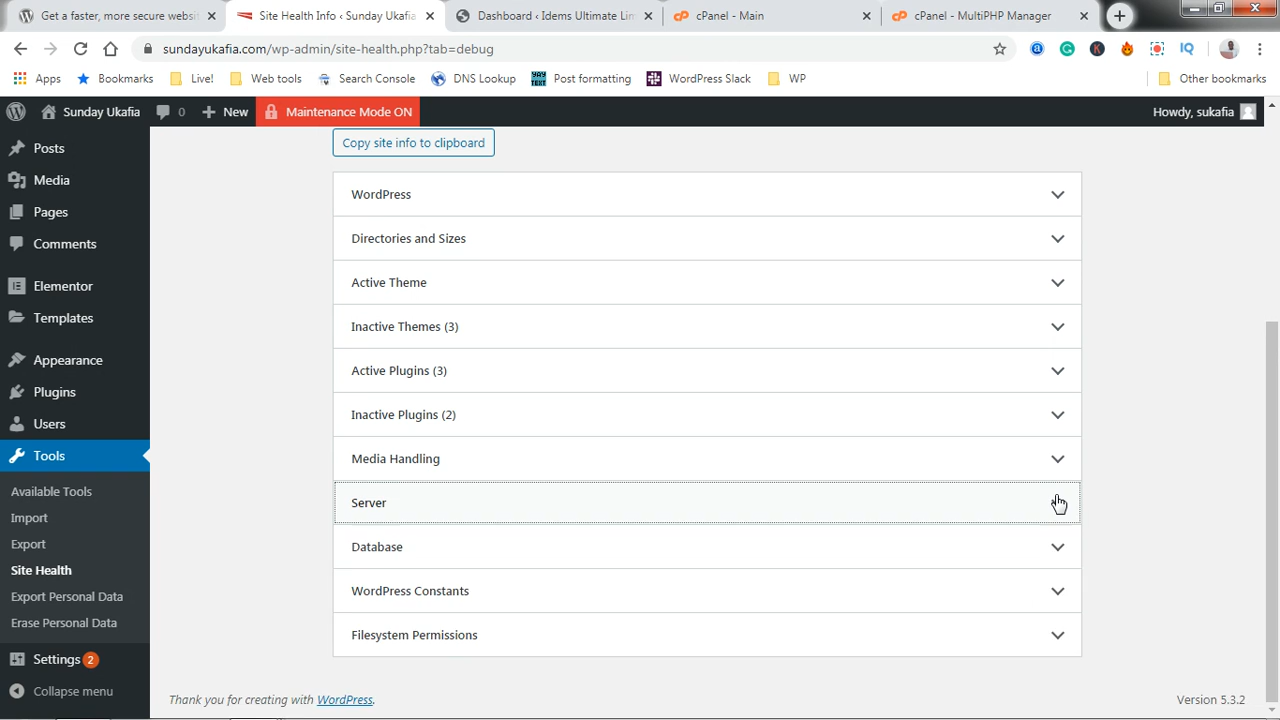 Get a faster, more secure websi
Site Health Info ‹ Sunday Ukafia
Dashboard ‹ Idems Ultimate Lim
cPanel - Main
cPanel - MultiPHP Manager
sundayukafia.com/wp-admin/site-health.php?tab=debug
Apps
Bookmarks
Live!
Web tools
Search Console
DNS Lookup
YAY TEXT
Post formatting
WordPress Slack
WP
Other bookmarks
Sunday Ukafia
0
New
Maintenance Mode ON
Howdy, sukafia
Posts
Media
Pages
Comments
Elementor
Templates
Appearance
Plugins
Users
Tools
Available Tools
Import
Export
Site Health
Export Personal Data
Erase Personal Data
Settings 2
Collapse menu
Copy site info to clipboard
WordPress
Directories and Sizes
Active Theme
Inactive Themes (3)
Active Plugins (3)
Inactive Plugins (2)
Media Handling
Server
Database
WordPress Constants
Filesystem Permissions
Thank you for creating with WordPress.
Version 5.3.2